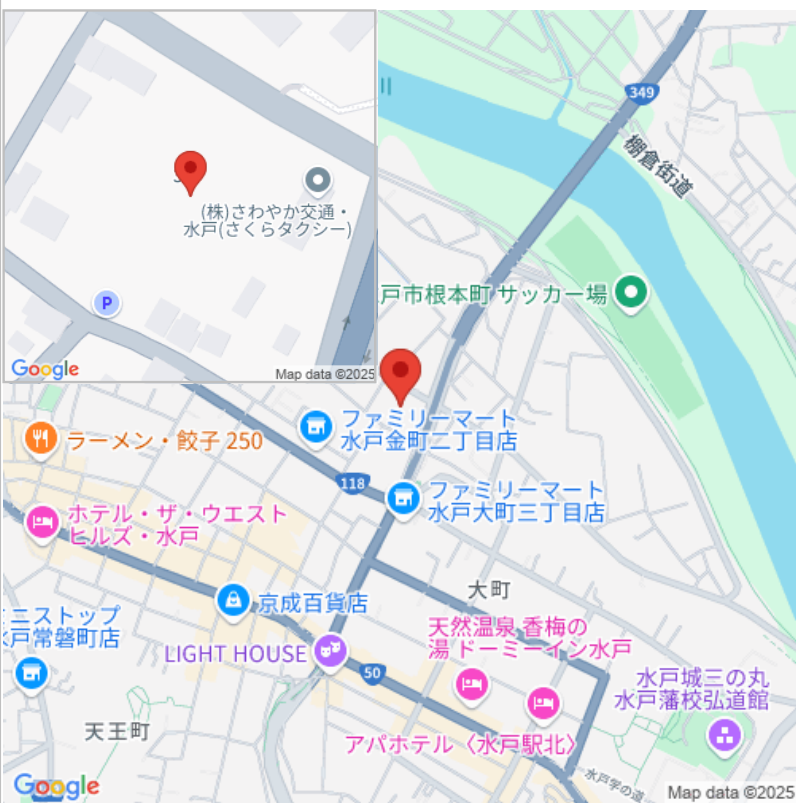 (株)さわやか交通・
水戸(さくらタクシー)
P
Google
Map data ©2025
349
棚倉街道
戸市根本町 サッカー場
ファミリーマート
水戸金町二丁目店
ラーメン・餃子 250
118
ファミリーマート
水戸大町三丁目店
ホテル・ザ・ウエスト
ヒルズ・水戸
大町
京成百貨店
ニストップ
戸常磐町店
天然温泉 香梅の
湯 ドーミーイン水戸
LIGHT HOUSE
50
水戸城三の丸
水戸藩校弘道館
天王町
アパホテル〈水戸駅北〉
水戸学の道
Google
Map data ©2025